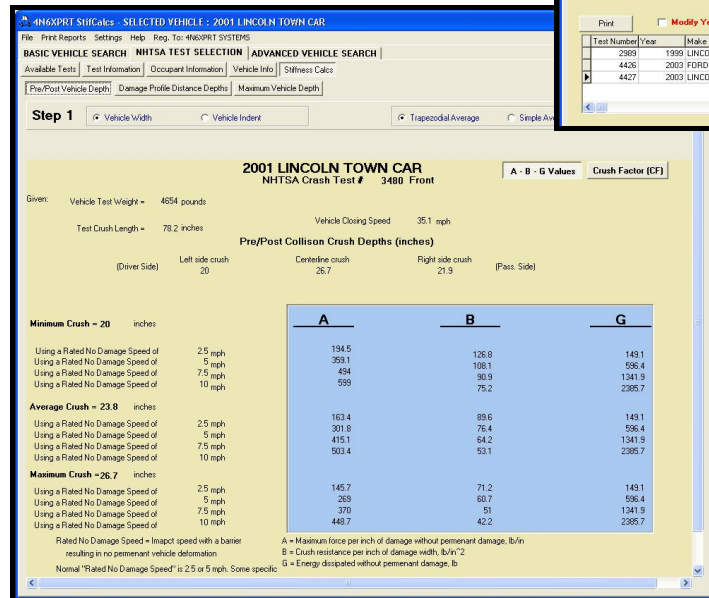 4N6XPRT StifCalcs - SELECTED VEHICLE : 2001 LINCOLN TOWN CAR
File Print Reports Settings Help Reg. To: 4N6XPRT SYSTEMS
BASIC VEHICLE SEARCH NHTSA TEST SELECTION ADVANCED VEHICLE SEARCH
Available Tests Test Information Occupant Information Vehicle Info Stiffness Calcs
Pre/Post Vehicle Depth Damage Profile Distance Depths Maximum Vehicle Depth
Print Modify Ye
Test Number Year Make
2989 1999 LINCO
4426 2003 FORD
4427 2003 LINCO
Step 1 Vehicle Width Vehicle Indent Trapezodial Average Simple Ave
2001 LINCOLN TOWN CAR
NHTSA Crash Test # 3480 Front
A - B - G Values Crush Factor (CF)
Given: Vehicle Test Weight = 4654 pounds
Vehicle Closing Speed 35.1 mph
Test Crush Length = 78.2 inches
Pre/Post Collison Crush Depths (inches)
Left side crush Centerline crush Right side crush
(Driver Side) 20 26.7 21.9 (Pass. Side)
A B G
Minimum Crush = 20 inches
Using a Rated No Damage Speed of 2.5 mph 194.5 126.8 149.1
Using a Rated No Damage Speed of 5 mph 359.1 108.1 596.4
Using a Rated No Damage Speed of 7.5 mph 494 90.9 1341.9
Using a Rated No Damage Speed of 10 mph 599 75.2 2385.7
Average Crush = 23.8 inches
Using a Rated No Damage Speed of 2.5 mph 163.4 89.6 149.1
Using a Rated No Damage Speed of 5 mph 301.8 76.4 596.4
Using a Rated No Damage Speed of 7.5 mph 415.1 64.2 1341.9
Using a Rated No Damage Speed of 10 mph 503.4 53.1 2385.7
Maximum Crush =26.7 inches
Using a Rated No Damage Speed of 2.5 mph 145.7 71.2 149.1
Using a Rated No Damage Speed of 5 mph 269 60.7 596.4
Using a Rated No Damage Speed of 7.5 mph 370 51 1341.9
Using a Rated No Damage Speed of 10 mph 448.7 42.2 2385.7
Rated No Damage Speed = Imapct speed with a barrier
resulting in no permenant vehicle deformation
Normal "Rated No Damage Speed" is 2.5 or 5 mph. Some specific
A = Maximum force per inch of damage without permenant damage, lb/in
B = Crush resistance per inch of damage width, lb/in^2
G = Energy dissipated without permenant damage, lb